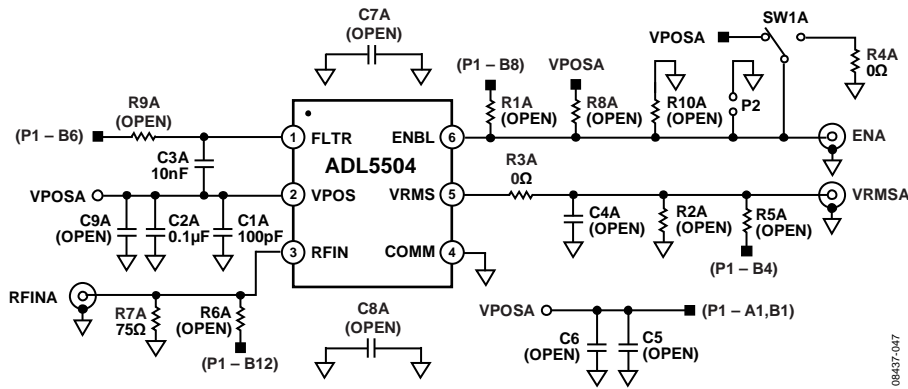 C7A
(OPEN)
SW1A
VPOSA
R4A
0Ω
(P1 – B8)
VPOSA
R9A
(OPEN)
R1A
(OPEN)
R8A
(OPEN)
R10A
(OPEN)
P2
(P1 – B6)
1
FLTR
ENBL
6
ENA
ADL5504
C3A
10nF
R3A
0Ω
VPOSA
2
VPOS
VRMS
5
VRMSA
C9A
(OPEN)
C2A
0.1µF
C1A
100pF
C4A
(OPEN)
R2A
(OPEN)
R5A
(OPEN)
3
RFIN
COMM
4
(P1 – B4)
RFINA
R7A
75Ω
R6A
(OPEN)
(P1 – B12)
C8A
(OPEN)
VPOSA
(P1 – A1,B1)
C6
(OPEN)
C5
(OPEN)
08437-047